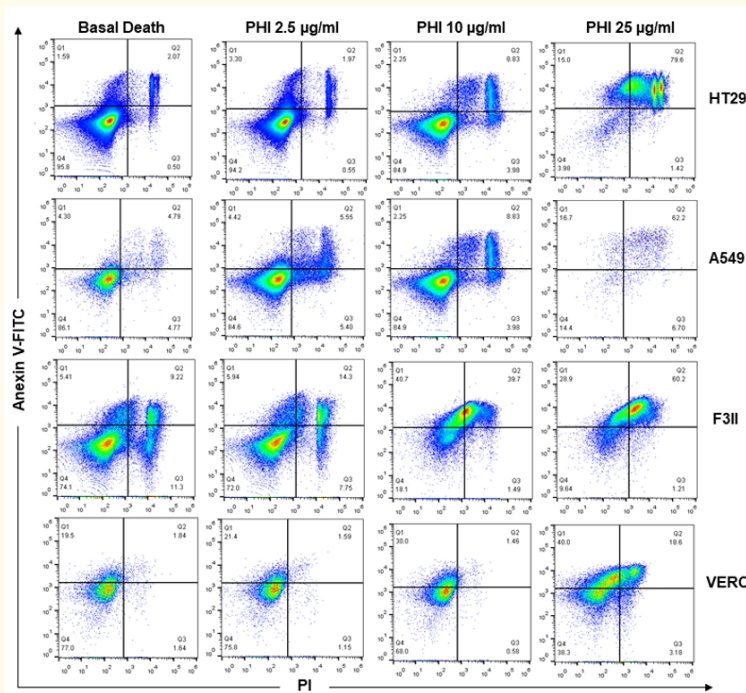 Basal Death PHI 2.5 µg/ml PHI 10 µg/ml PHI 25 µg/ml
Q1 Q2 Q1 Q2 Q1 Q2 Q1 Q2
1.59 2.07 3.30 1.97 2.25 8.83 15.0 79.6
HT29
Q4 Q3 Q4 Q3 Q4 Q3 Q4 Q3
95.8 0.50 94.2 0.55 84.9 3.98 3.98 1.42
Q1 Q2 Q1 Q2 Q1 Q2 Q1 Q2
4.30 4.79 4.42 5.55 2.25 8.83 16.7 62.2
A549
Q4 Q3 Q4 Q3 Q4 Q3 Q4 Q3
86.1 4.77 84.6 5.40 84.9 3.98 14.4 6.70
Anexin V-FITC
Q1 Q2 Q1 Q2 Q1 Q2 Q1 Q2
5.41 9.22 5.94 14.3 40.7 39.7 28.9 60.2
F3II
Q4 Q3 Q4 Q3 Q4 Q3 Q4 Q3
74.1 11.3 72.0 7.75 18.1 1.49 9.64 1.21
Q1 Q2 Q1 Q2 Q1 Q2 Q1 Q2
19.5 1.84 21.4 1.59 30.0 1.46 40.0 18.6
VERO
Q4 Q3 Q4 Q3 Q4 Q3 Q4 Q3
77.0 1.64 75.8 1.15 68.0 0.58 38.3 3.18
PI